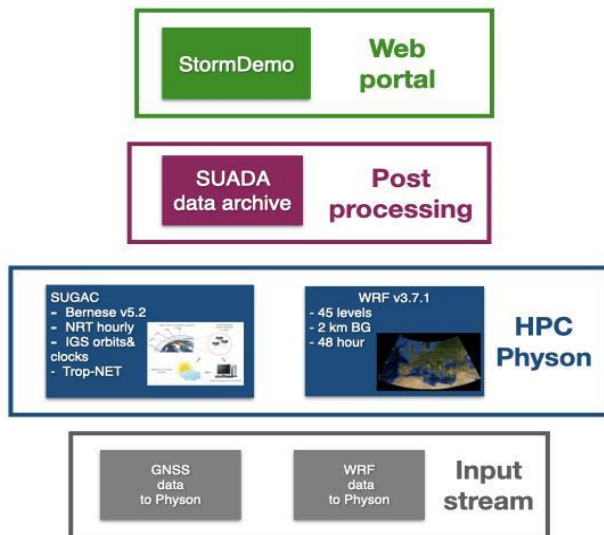 StormDemo
Web
portal
SUADA
data archive
Post
processing
SUGAC
- Bernese v5.2
- NRT hourly
- IGS orbits&
clocks
- Trop-NET
WRF v3.7.1
- 45 levels
- 2 km BG
- 48 hour
HPC
Physon
GNSS
data
to Physon
WRF
data
to Physon
Input
stream